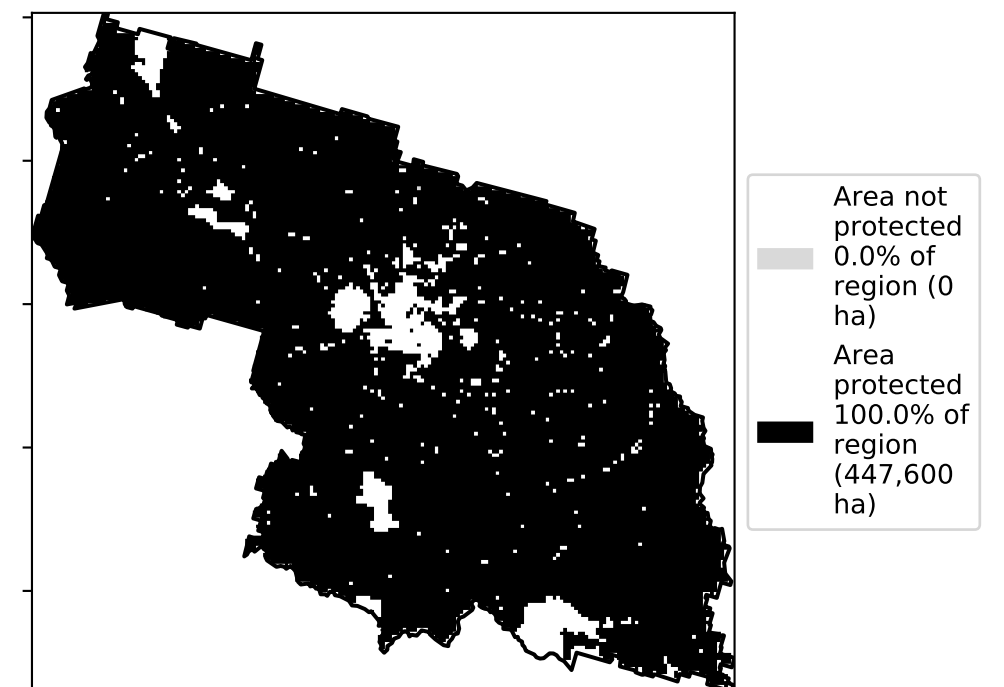 Area not
protected
0.0% of
region (0
ha)
Area
protected
100.0% of
region
(447,600
ha)